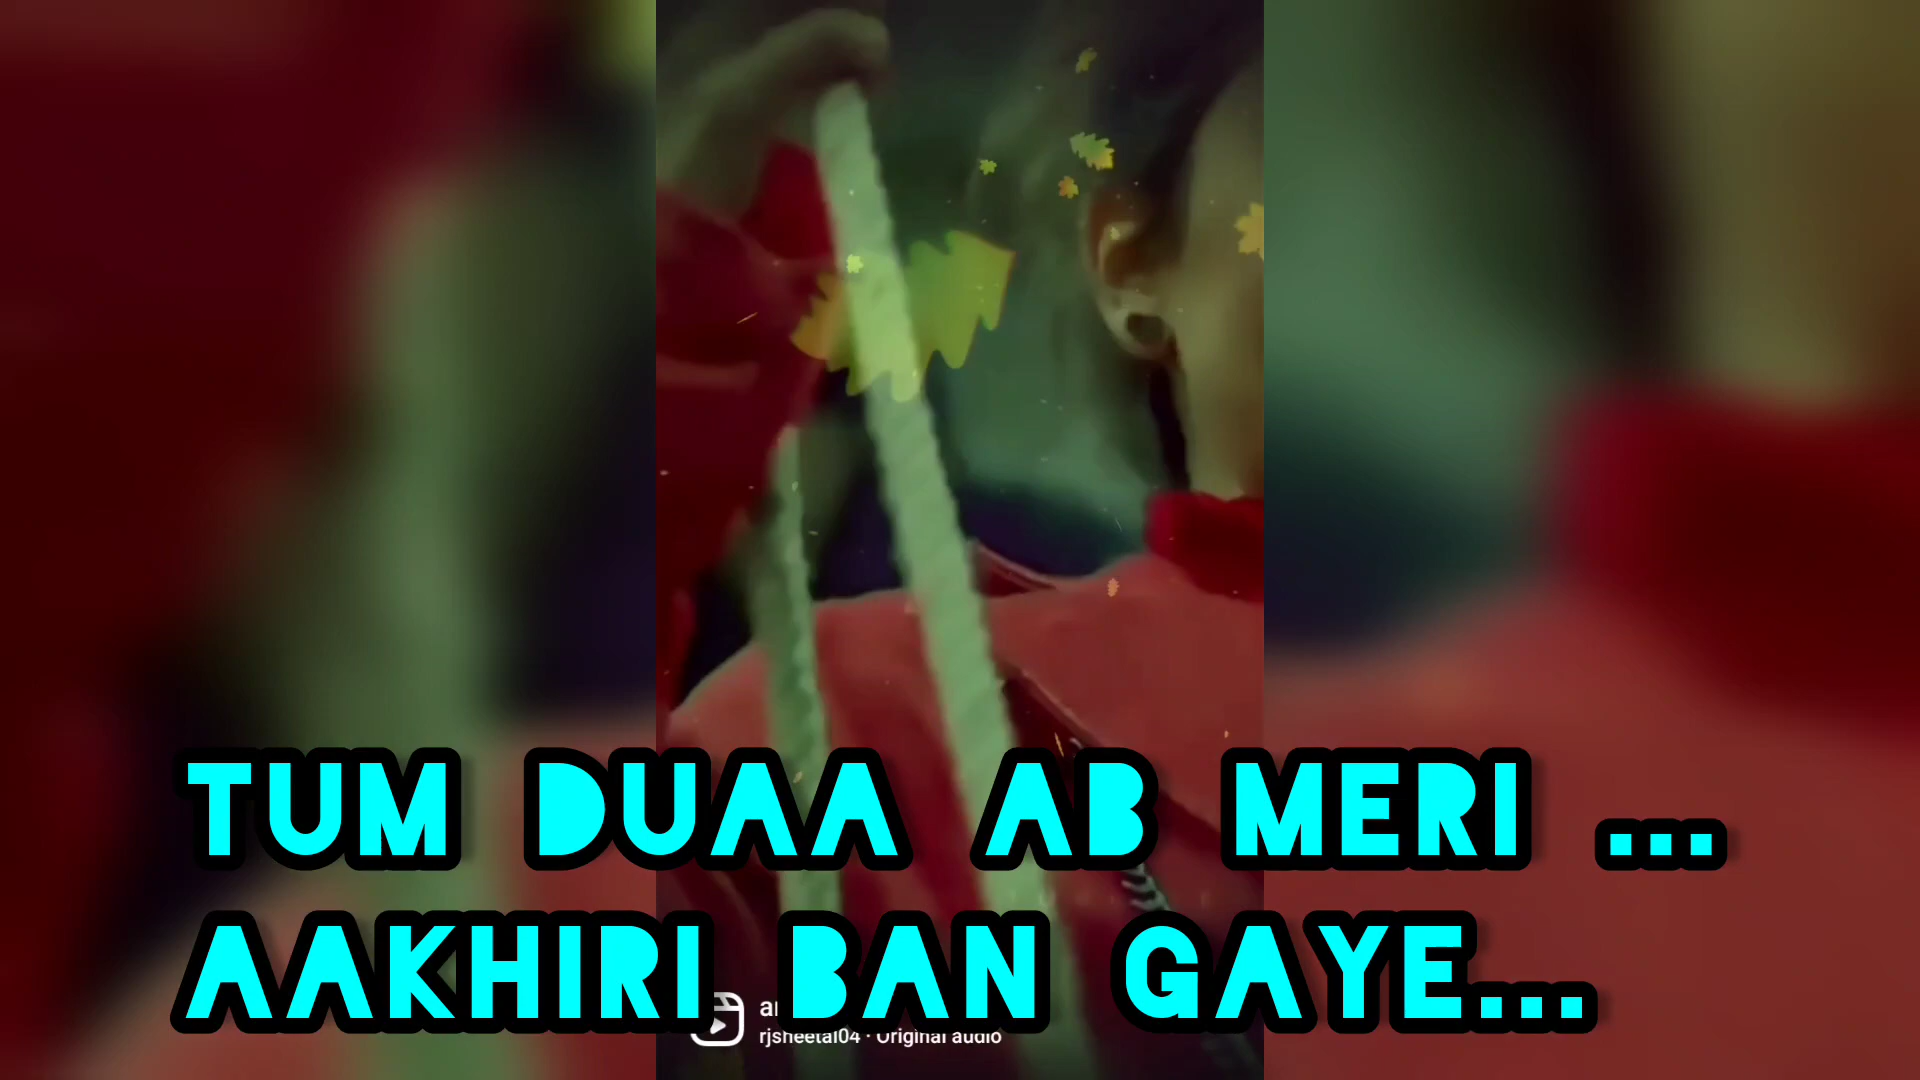 TUM DUAA AB MERI ...
AAKHIRI BAN GAYE...
rjsheetal04 · Original audio